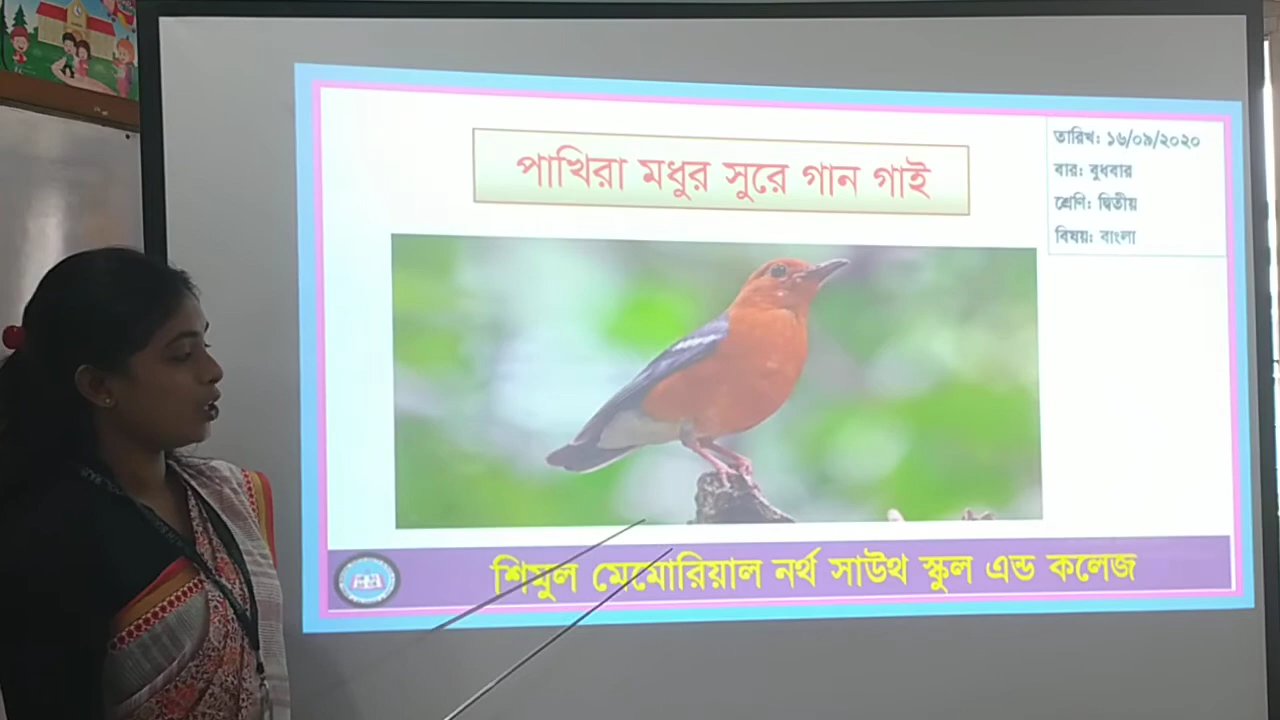 পাখিরা মধুর সুরে গান গাই
তারিখ: ১৬/০৯/২০২০
বার: বুধবার
শ্রেণি: দ্বিতীয়
বিষয়: বাংলা
শিমুল মেমোরিয়াল নর্থ সাউথ স্কুল এন্ড কলেজ